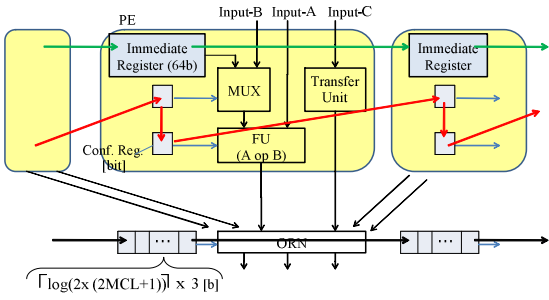 PE
Input-B Input-A Input-C
Immediate
Register (64b)
Immediate
Register
MUX
Transfer
Unit
Conf. Reg.
[bit]
FU
(A op B)
...
ORN
...
⌈log(2x (2MCL+1))⌉ x 3 [b]